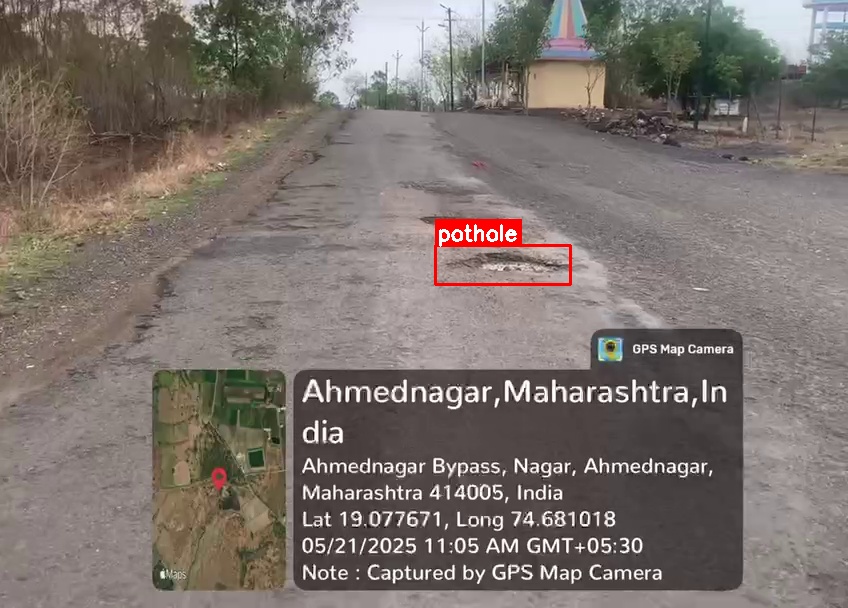 pothole
GPS Map Camera
Ahmednagar,Maharashtra,In
dia
Ahmednagar Bypass, Nagar, Ahmednagar,
Maharashtra 414005, India
Lat 19.077671, Long 74.681018
05/21/2025 11:05 AM GMT+05:30
Note : Captured by GPS Map Camera
Maps